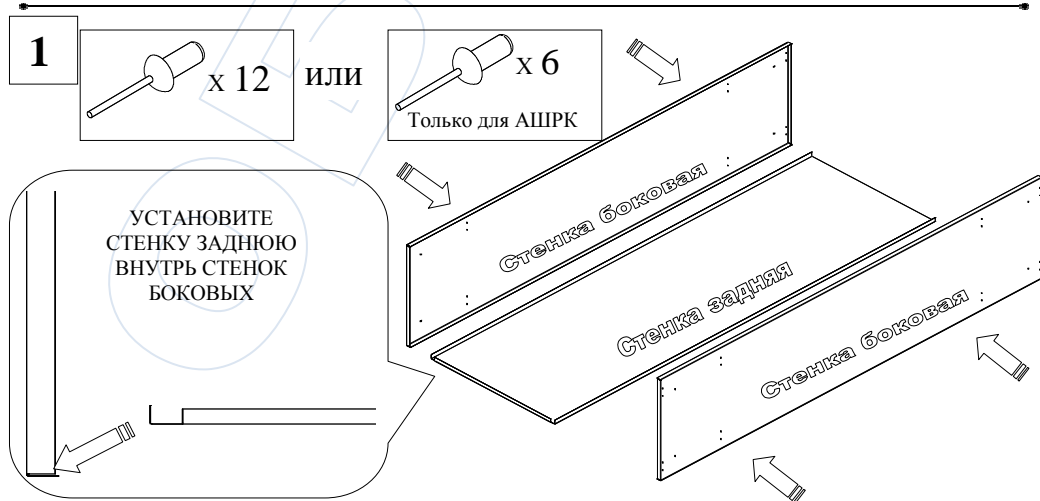 1
X 12
ИЛИ
X 6
Только для АШРК
УСТАНОВИТЕ
СТЕНКУ ЗАДНЮЮ
ВНУТРЬ СТЕНОК
БОКОВЫХ
Стенка боковая
Стенка задняя
Стенка боковая